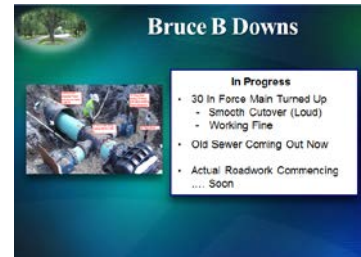 Bruce B Downs
In Progress
• 30 In Force Main Turned Up
- Smooth Cutover (Loud)
- Working Fine
• Old Sewer Coming Out Now
• Actual Roadwork Commencing
.... Soon